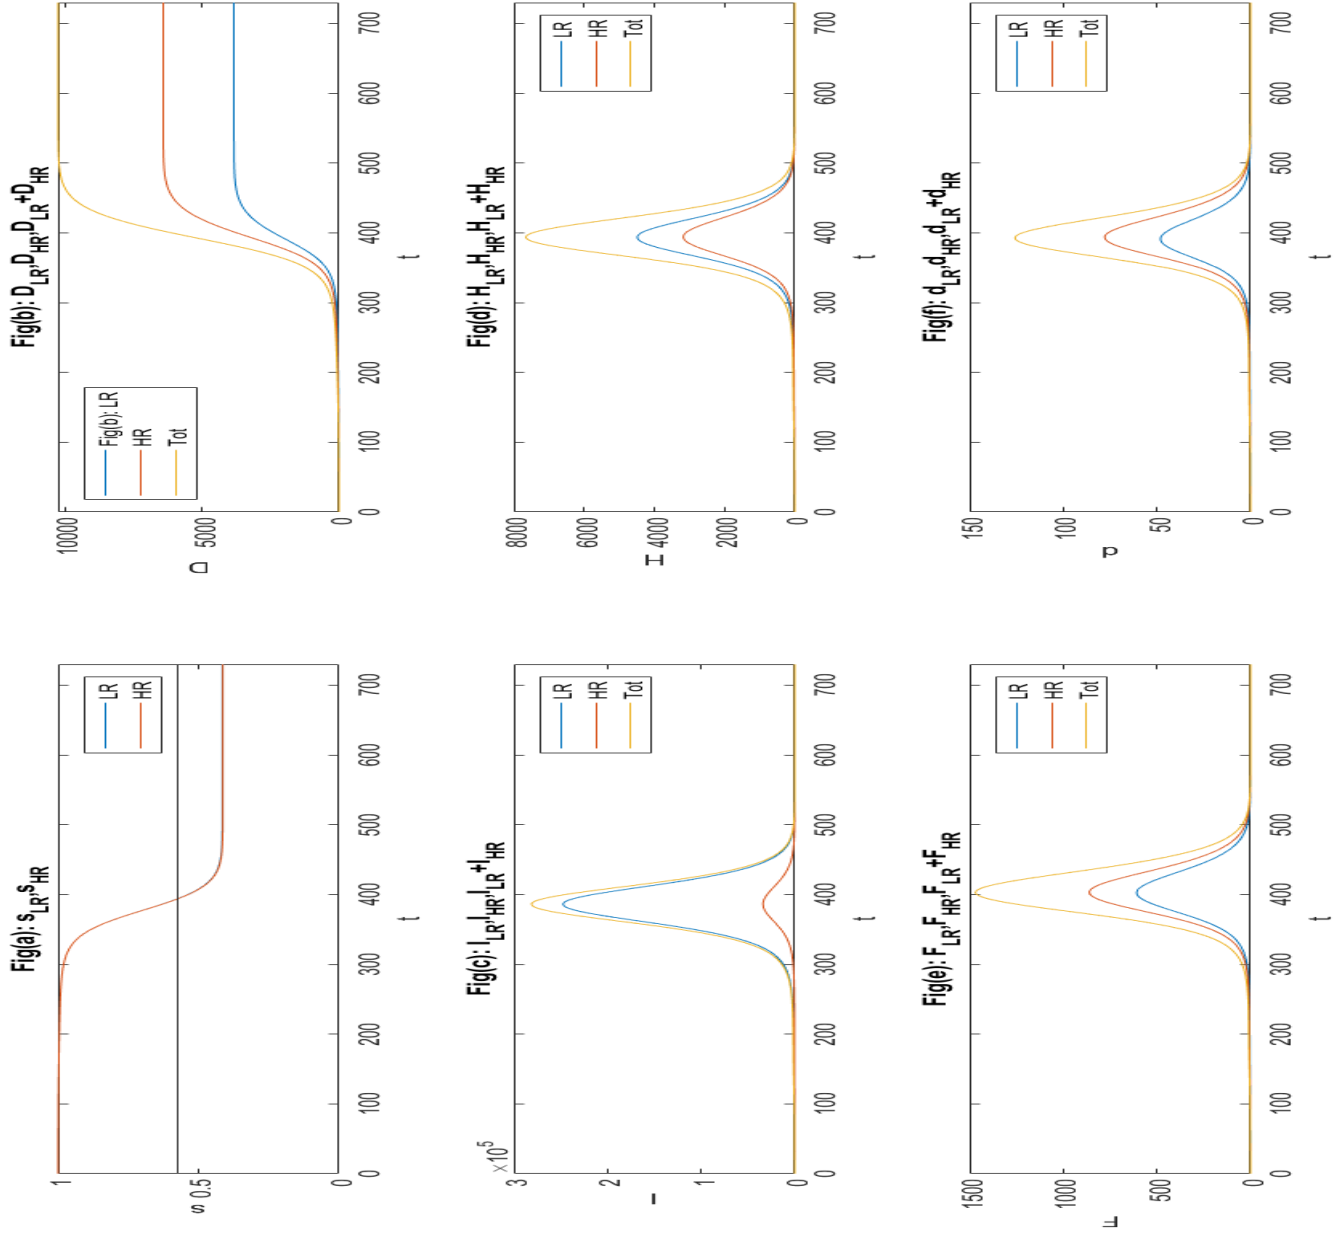 Fig(a): s_LR,s_HR
1
0.5
0
s
0 100 200 300 400 500 600 700
t
LR
HR
Fig(b): D_LR,D_HR,D_LR+D_HR
10000
5000
0
D
0 100 200 300 400 500 600 700
t
Fig(b): LR
HR
Tot
Fig(c): I_LR,I_HR,I_LR+I_HR
×10^5
3
2
1
0
I
0 100 200 300 400 500 600 700
t
LR
HR
Tot
Fig(d): H_LR,H_HR,H_LR+H_HR
8000
6000
4000
2000
0
H
0 100 200 300 400 500 600 700
t
LR
HR
Tot
Fig(e): F_LR,F_HR,F_LR+F_HR
1500
1000
500
0
F
0 100 200 300 400 500 600 700
t
LR
HR
Tot
Fig(f): d_LR,d_HR,d_LR+d_HR
150
100
50
0
d
0 100 200 300 400 500 600 700
t
LR
HR
Tot